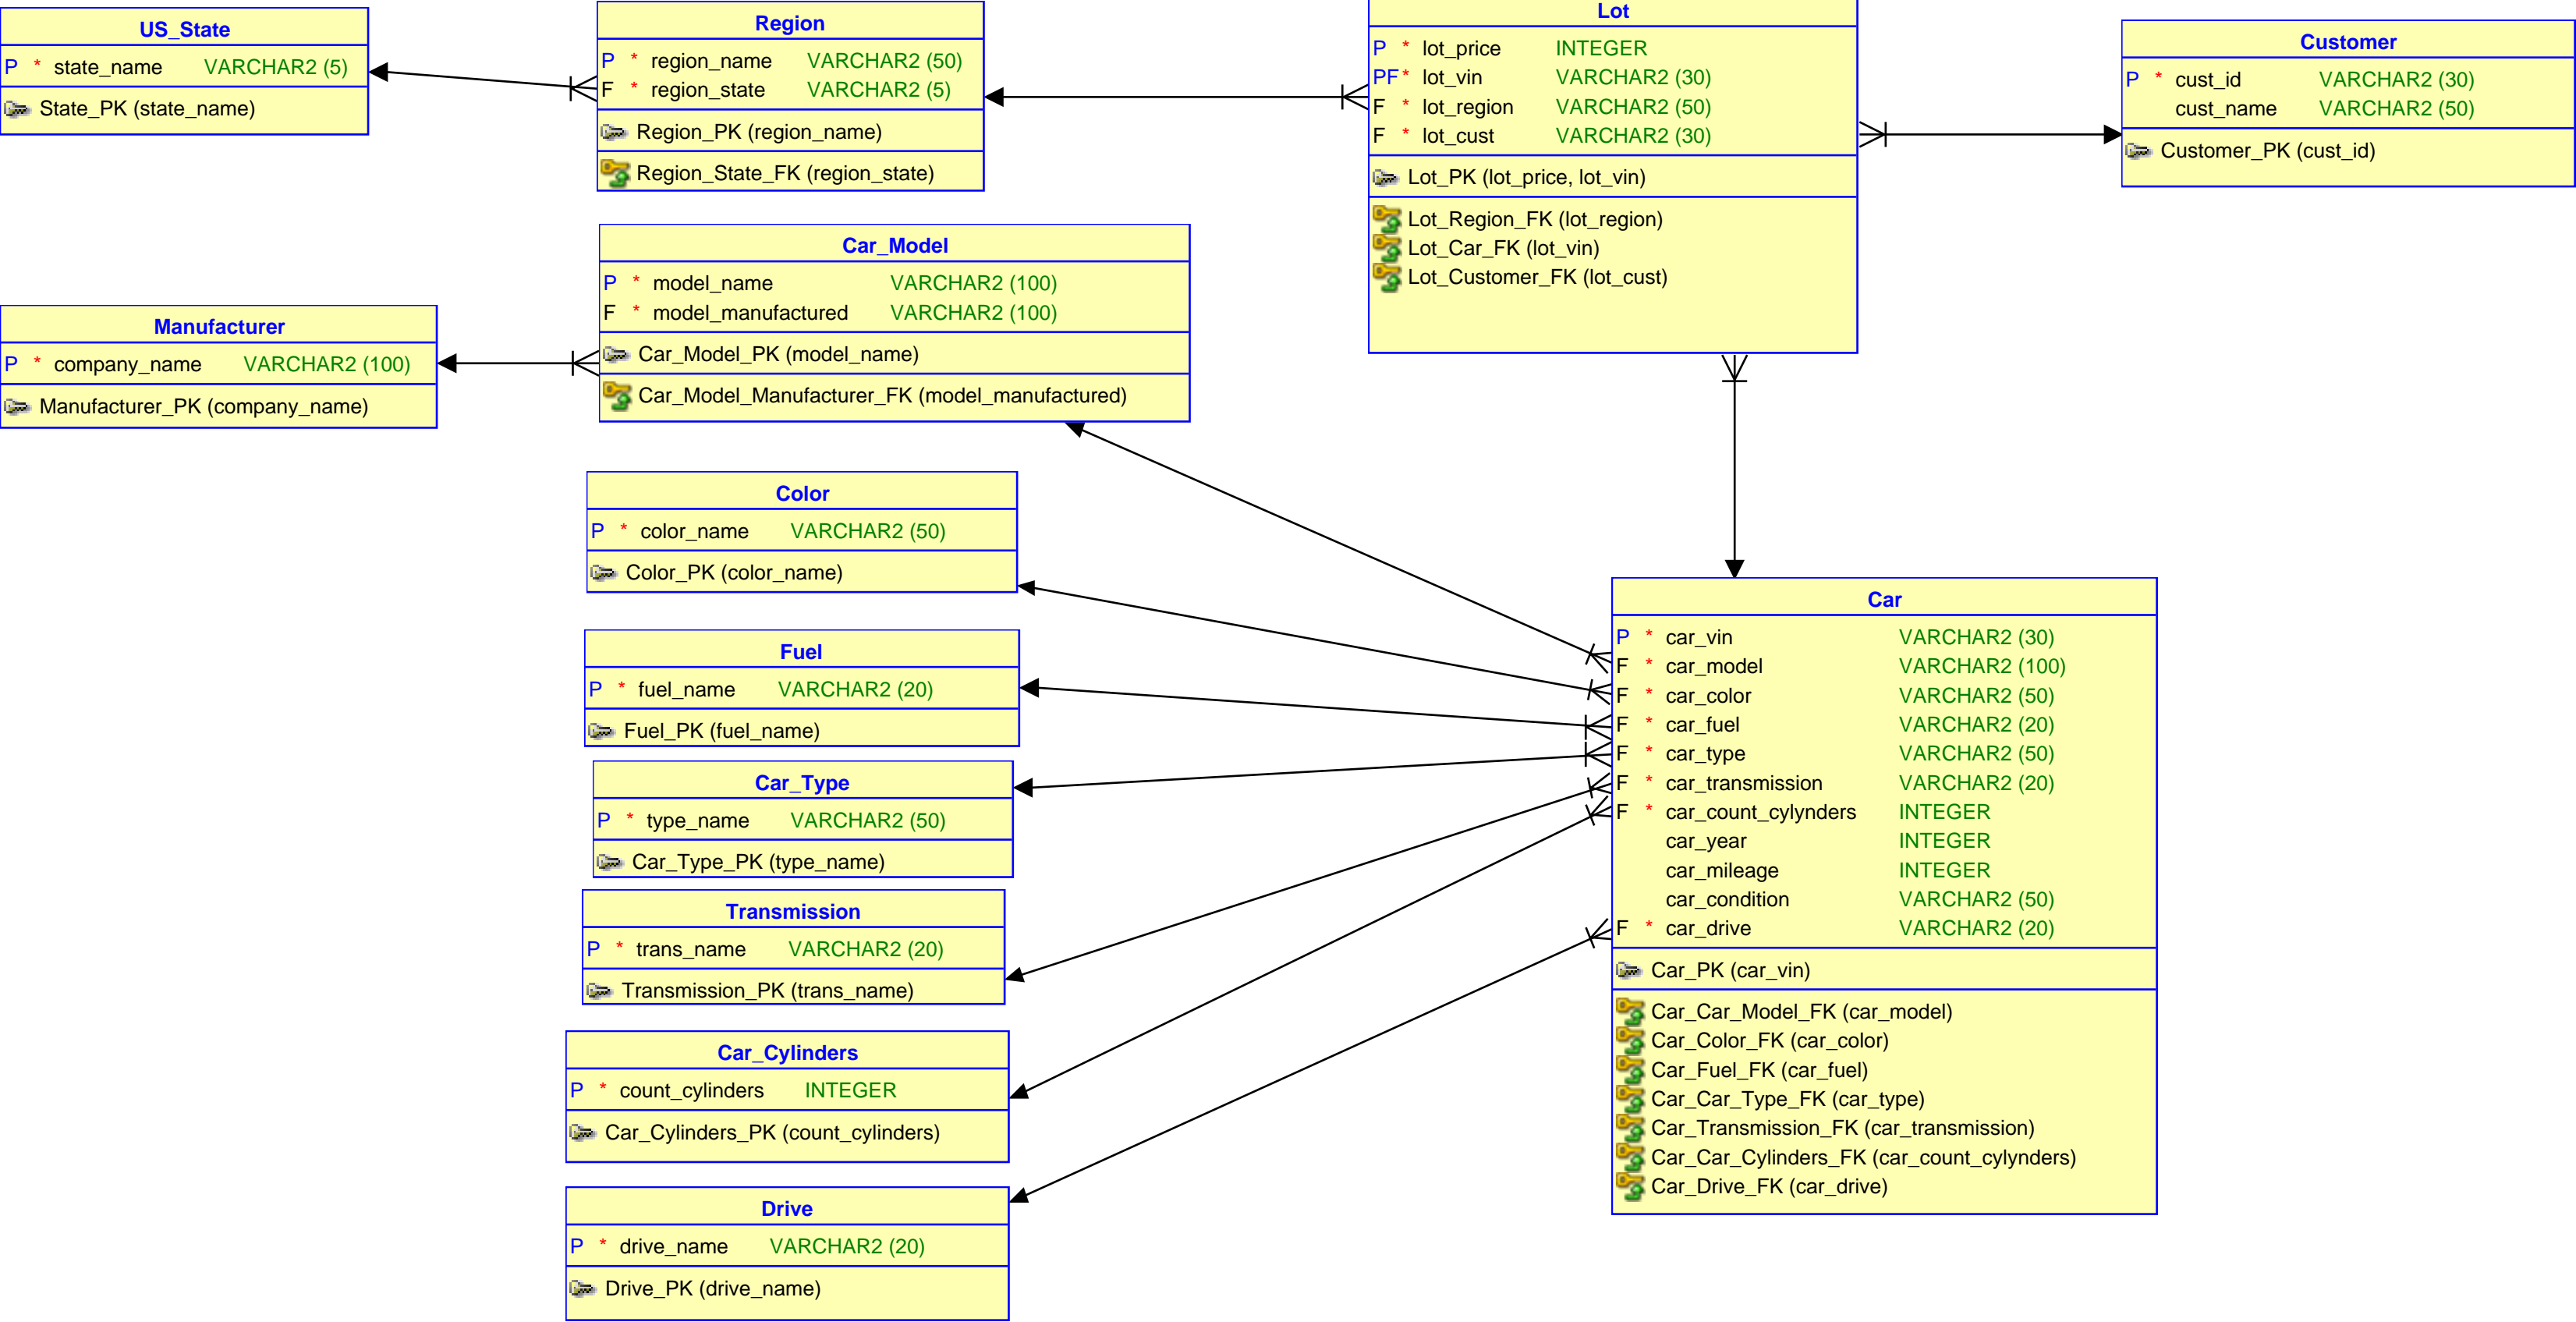 US_State
P * state_name VARCHAR2 (5)
State_PK (state_name)
Region
P * region_name VARCHAR2 (50)
F * region_state VARCHAR2 (5)
Region_PK (region_name)
Region_State_FK (region_state)
Lot
P * lot_price INTEGER
PF * lot_vin VARCHAR2 (30)
F * lot_region VARCHAR2 (50)
F * lot_cust VARCHAR2 (30)
Lot_PK (lot_price, lot_vin)
Lot_Region_FK (lot_region)
Lot_Car_FK (lot_vin)
Lot_Customer_FK (lot_cust)
Customer
P * cust_id VARCHAR2 (30)
cust_name VARCHAR2 (50)
Customer_PK (cust_id)
Manufacturer
P * company_name VARCHAR2 (100)
Manufacturer_PK (company_name)
Car_Model
P * model_name VARCHAR2 (100)
F * model_manufactured VARCHAR2 (100)
Car_Model_PK (model_name)
Car_Model_Manufacturer_FK (model_manufactured)
Color
P * color_name VARCHAR2 (50)
Color_PK (color_name)
Fuel
P * fuel_name VARCHAR2 (20)
Fuel_PK (fuel_name)
Car_Type
P * type_name VARCHAR2 (50)
Car_Type_PK (type_name)
Transmission
P * trans_name VARCHAR2 (20)
Transmission_PK (trans_name)
Car_Cylinders
P * count_cylinders INTEGER
Car_Cylinders_PK (count_cylinders)
Drive
P * drive_name VARCHAR2 (20)
Drive_PK (drive_name)
Car
P * car_vin VARCHAR2 (30)
F * car_model VARCHAR2 (100)
F * car_color VARCHAR2 (50)
F * car_fuel VARCHAR2 (20)
F * car_type VARCHAR2 (50)
F * car_transmission VARCHAR2 (20)
F * car_count_cylynders INTEGER
car_year INTEGER
car_mileage INTEGER
car_condition VARCHAR2 (50)
F * car_drive VARCHAR2 (20)
Car_PK (car_vin)
Car_Car_Model_FK (car_model)
Car_Color_FK (car_color)
Car_Fuel_FK (car_fuel)
Car_Car_Type_FK (car_type)
Car_Transmission_FK (car_transmission)
Car_Car_Cylinders_FK (car_count_cylynders)
Car_Drive_FK (car_drive)